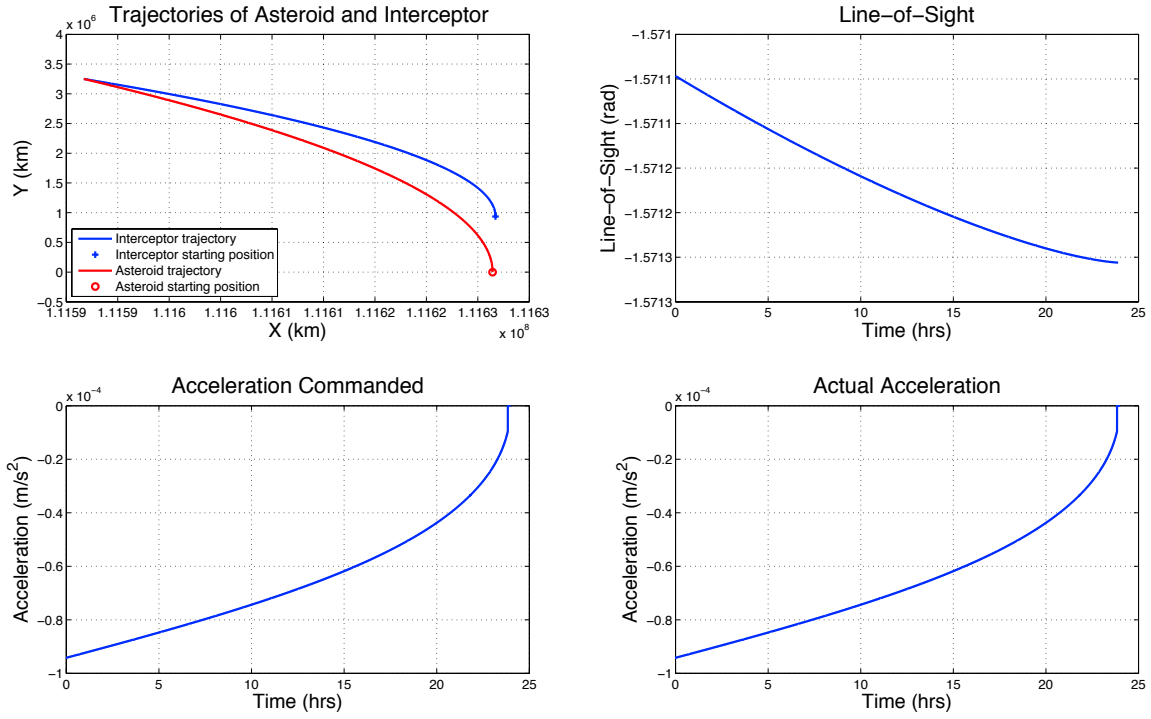 Trajectories of Asteroid and Interceptor
x 10⁶
4
3.5
3
2.5
2
1.5
1
0.5
0
−0.5
Y (km)
Interceptor trajectory
Interceptor starting position
Asteroid trajectory
Asteroid starting position
1.1159 1.1159 1.116 1.116 1.1161 1.1161 1.1162 1.1162 1.1163 1.1163
X (km)
x 10⁸
Line−of−Sight
−1.571
−1.5711
−1.5711
−1.5712
−1.5712
−1.5713
−1.5713
Line−of−Sight (rad)
0 5 10 15 20 25
Time (hrs)
Acceleration Commanded
x 10⁻⁴
0
−0.2
−0.4
−0.6
−0.8
−1
Acceleration (m/s²)
0 5 10 15 20 25
Time (hrs)
Actual Acceleration
x 10⁻⁴
0
−0.2
−0.4
−0.6
−0.8
−1
Acceleration (m/s²)
0 5 10 15 20 25
Time (hrs)